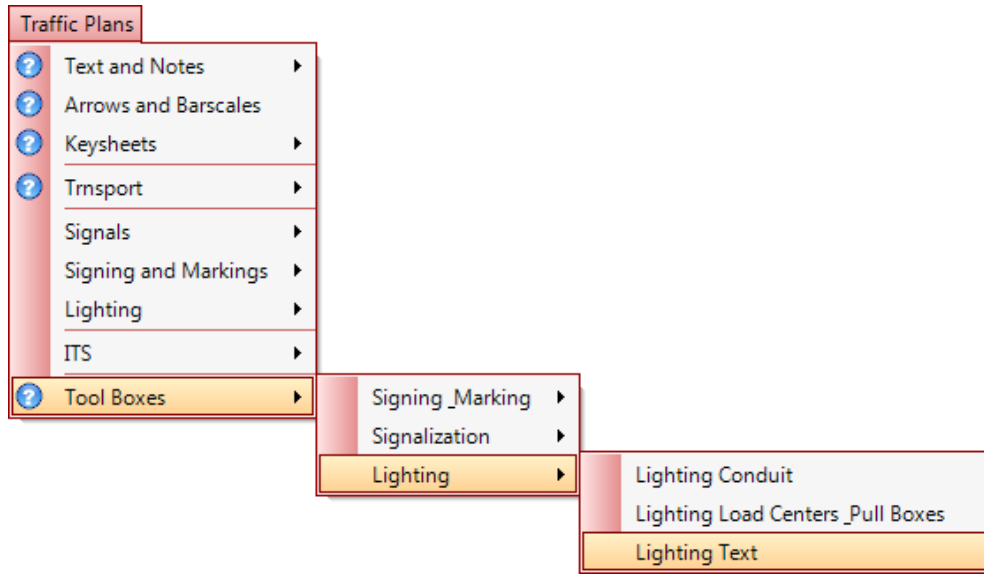 Traffic Plans
Text and Notes
Arrows and Barscales
Keysheets
Trnsport
Signals
Signing and Markings
Lighting
ITS
Tool Boxes
Signing _Marking
Signalization
Lighting
Lighting Conduit
Lighting Load Centers _Pull Boxes
Lighting Text